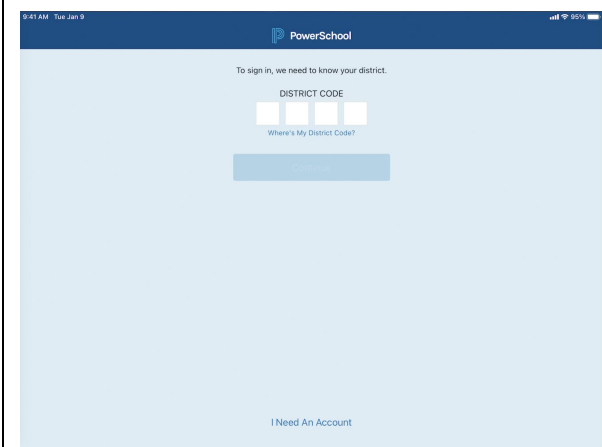 9:41 AM Tue Jan 9
95%
PowerSchool
To sign in, we need to know your district.
DISTRICT CODE
Where's My District Code?
I Need An Account